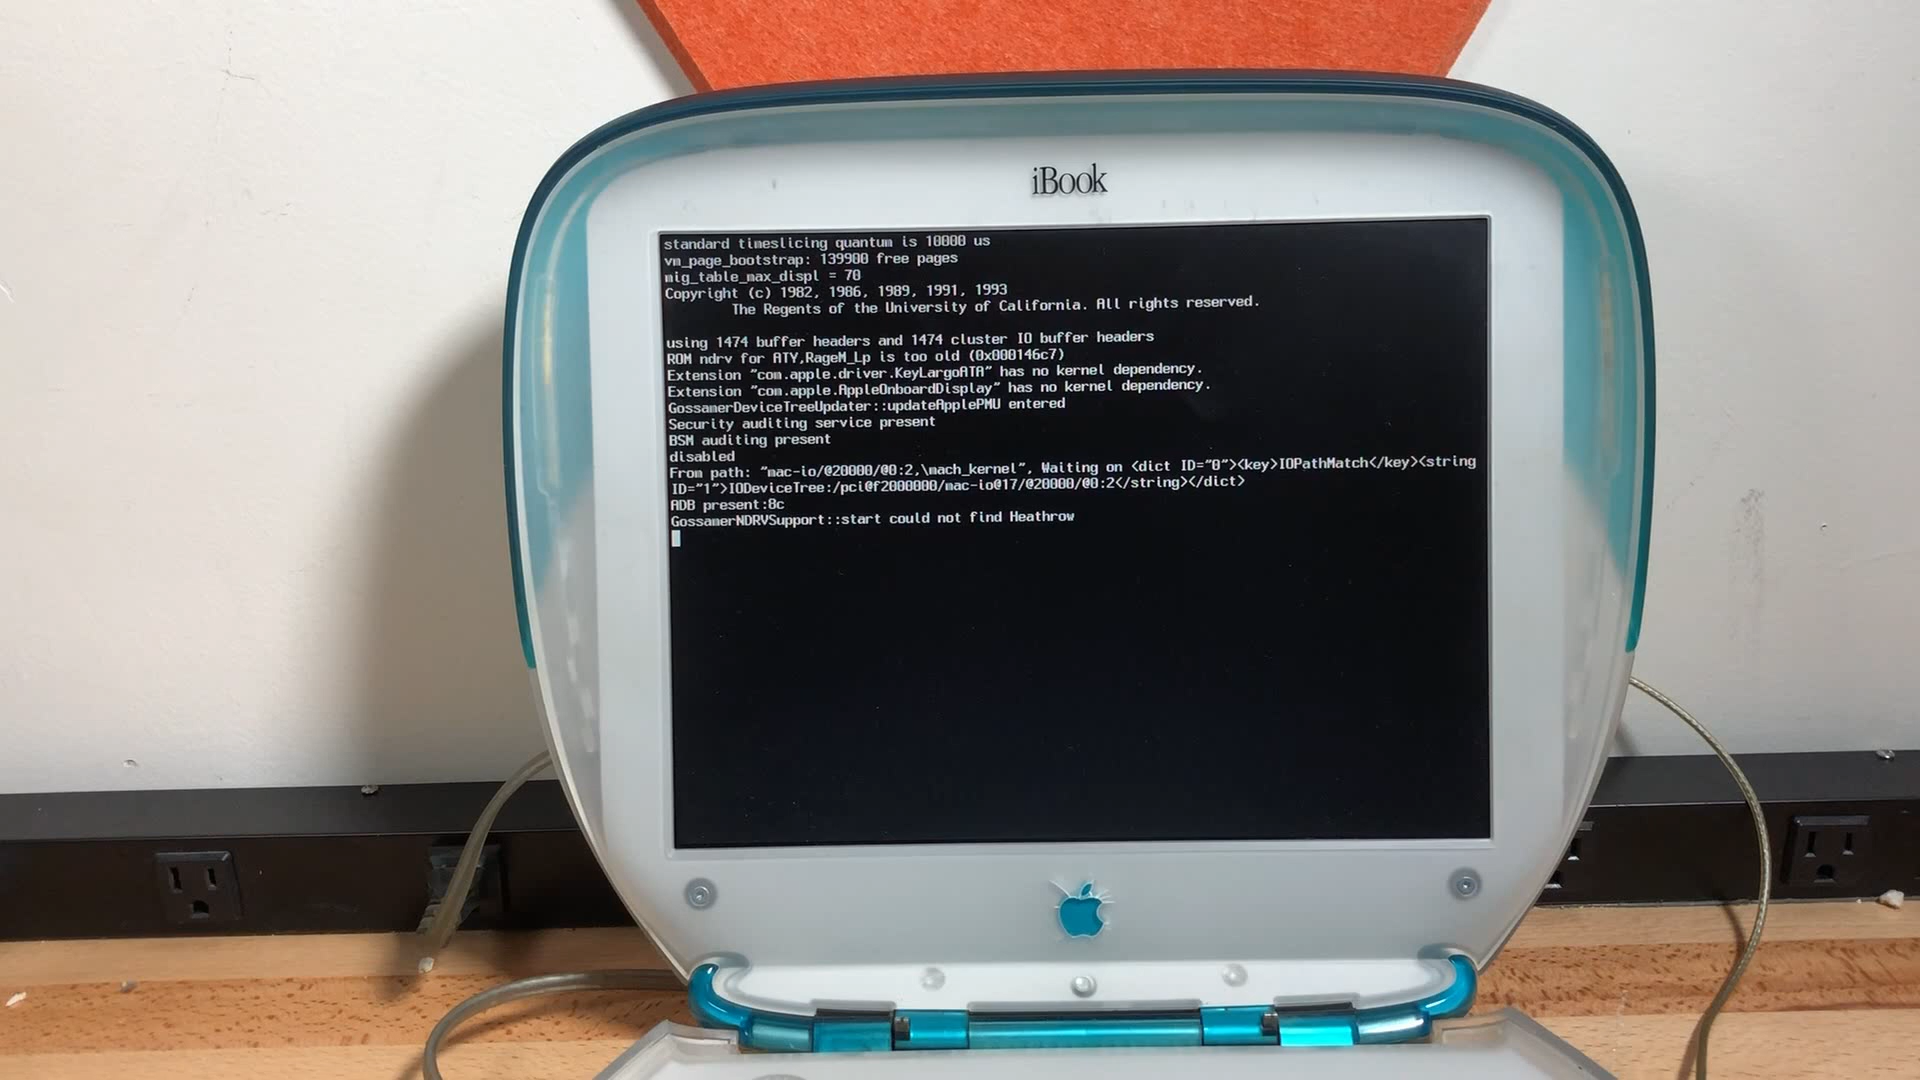 iBook
standard timeslicing quantum is 10000 us
vm_page_bootstrap: 139900 free pages
mig_table_max_displ = 70
Copyright (c) 1982, 1986, 1989, 1991, 1993
The Regents of the University of California. All rights reserved.
using 1474 buffer headers and 1474 cluster IO buffer headers
ROM ndrv for ATY,RageM_Lp is too old (0x000146c7)
Extension "com.apple.driver.KeyLargoATA" has no kernel dependency.
Extension "com.apple.AppleOnboardDisplay" has no kernel dependency.
GossamerDeviceTreeUpdater::updateApplePMU entered
Security auditing service present
BSM auditing present
disabled
From path: "mac-io/@20000/@0:2,\mach_kernel", Waiting on <dict ID="0"><key>IOPathMatch</key><string
ID="1">IODeviceTree:/pci@f2000000/mac-io@17/@20000/@0:2</string></dict>
ADB present:8c
GossamerNDRVSupport::start could not find Heathrow